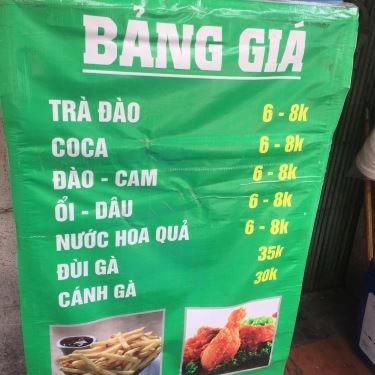 BẢNG GIÁ
TRÀ ĐÀO 6 - 8k
COCA 6 - 8k
ĐÀO - CAM 6 - 8k
ỔI - DÂU 6 - 8k
NƯỚC HOA QUẢ 6 - 8k
ĐÙI GÀ 35k
CÁNH GÀ 30k